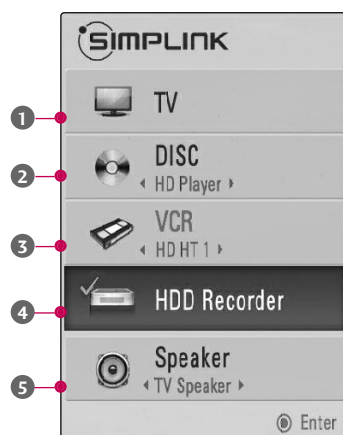 SIMPLINK
1 TV
2 DISC
◂ HD Player ▸
3 VCR
◂ HD HT 1 ▸
4 HDD Recorder
5 Speaker
◂ TV Speaker ▸
◉ Enter